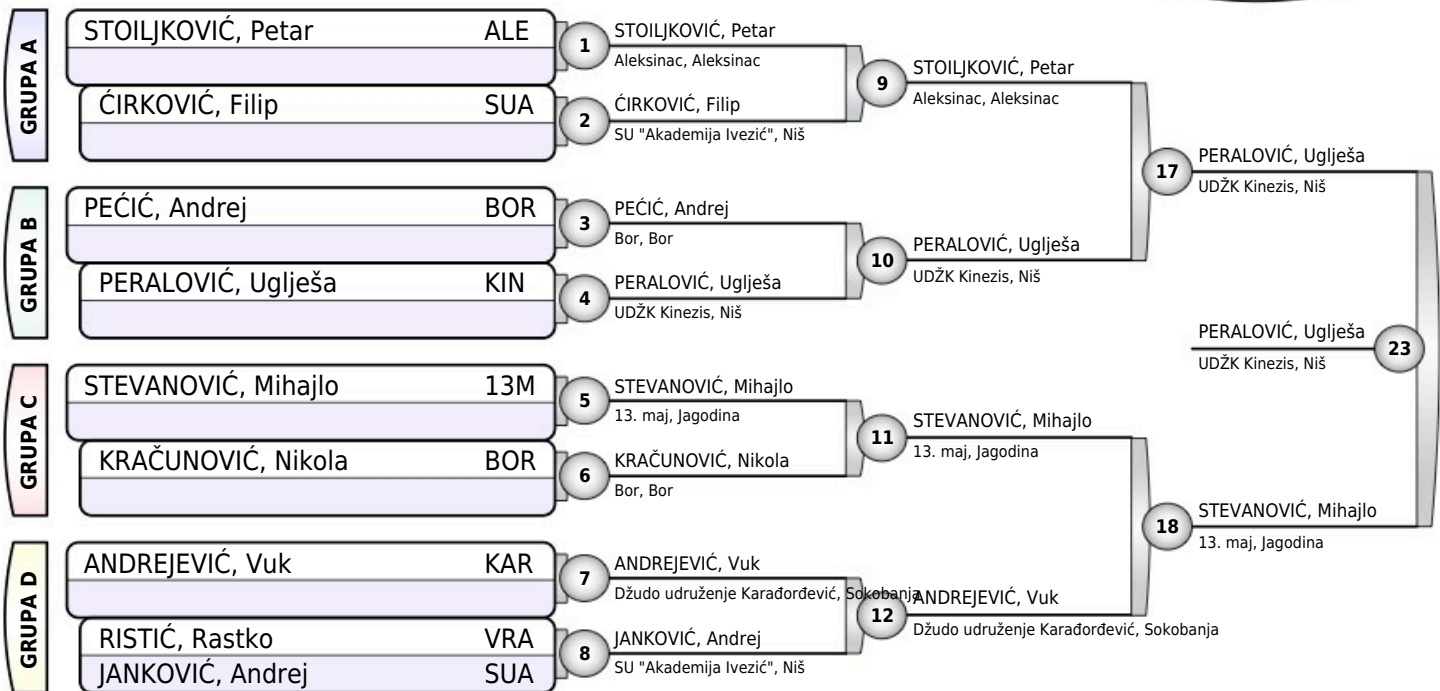 GRUPA A
STOILJKOVIĆ, Petar ALE
ĆIRKOVIĆ, Filip SUA
1
STOILJKOVIĆ, Petar
Aleksinac, Aleksinac
2
ĆIRKOVIĆ, Filip
SU "Akademija Ivezić", Niš
9
STOILJKOVIĆ, Petar
Aleksinac, Aleksinac
GRUPA B
PEĆIĆ, Andrej BOR
PERALOVIĆ, Uglješa KIN
3
PEĆIĆ, Andrej
Bor, Bor
4
PERALOVIĆ, Uglješa
UDŽK Kinezis, Niš
10
PERALOVIĆ, Uglješa
UDŽK Kinezis, Niš
17
PERALOVIĆ, Uglješa
UDŽK Kinezis, Niš
GRUPA C
STEVANOVIĆ, Mihajlo 13M
KRAČUNOVIĆ, Nikola BOR
5
STEVANOVIĆ, Mihajlo
13. maj, Jagodina
6
KRAČUNOVIĆ, Nikola
Bor, Bor
11
STEVANOVIĆ, Mihajlo
13. maj, Jagodina
GRUPA D
ANDREJEVIĆ, Vuk KAR
RISTIĆ, Rastko VRA
JANKOVIĆ, Andrej SUA
7
ANDREJEVIĆ, Vuk
Džudo udruženje Karađorđević, Sokobanja
8
JANKOVIĆ, Andrej
SU "Akademija Ivezić", Niš
12
ANDREJEVIĆ, Vuk
Džudo udruženje Karađorđević, Sokobanja
18
STEVANOVIĆ, Mihajlo
13. maj, Jagodina
PERALOVIĆ, Uglješa
UDŽK Kinezis, Niš
23